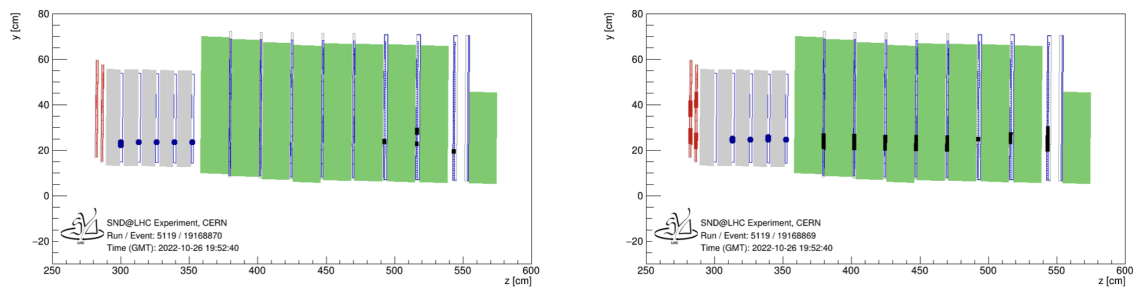 y [cm]
80
60
40
20
0
−20
SND@LHC Experiment, CERN
Run / Event: 5119 / 19168870
Time (GMT): 2022-10-26 19:52:40
LHC
250 300 350 400 450 500 550 600
z [cm]
y [cm]
80
60
40
20
0
−20
SND@LHC Experiment, CERN
Run / Event: 5119 / 19168869
Time (GMT): 2022-10-26 19:52:40
LHC
250 300 350 400 450 500 550 600
z [cm]